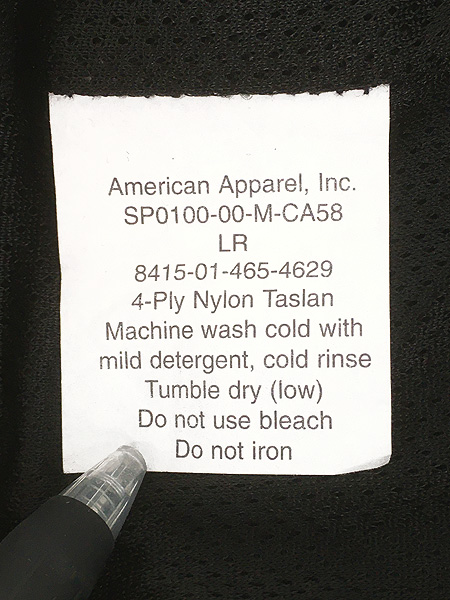 American Apparel, Inc.
SP0100-00-M-CA58
LR
8415-01-465-4629
4-Ply Nylon Taslan
Machine wash cold with
mild detergent, cold rinse
Tumble dry (low)
Do not use bleach
Do not iron